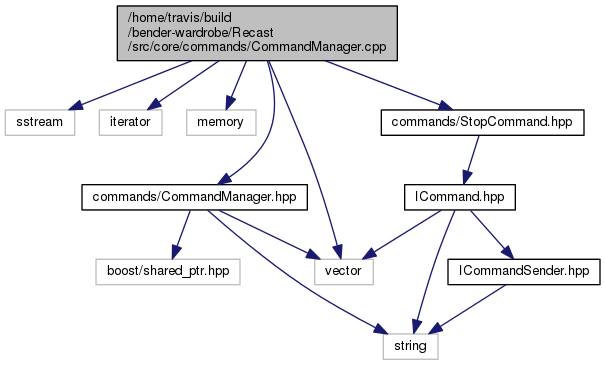 /home/travis/build
/bender-wardrobe/Recast
/src/core/commands/CommandManager.cpp
sstream
iterator
memory
commands/StopCommand.hpp
commands/CommandManager.hpp
ICommand.hpp
boost/shared_ptr.hpp
vector
ICommandSender.hpp
string